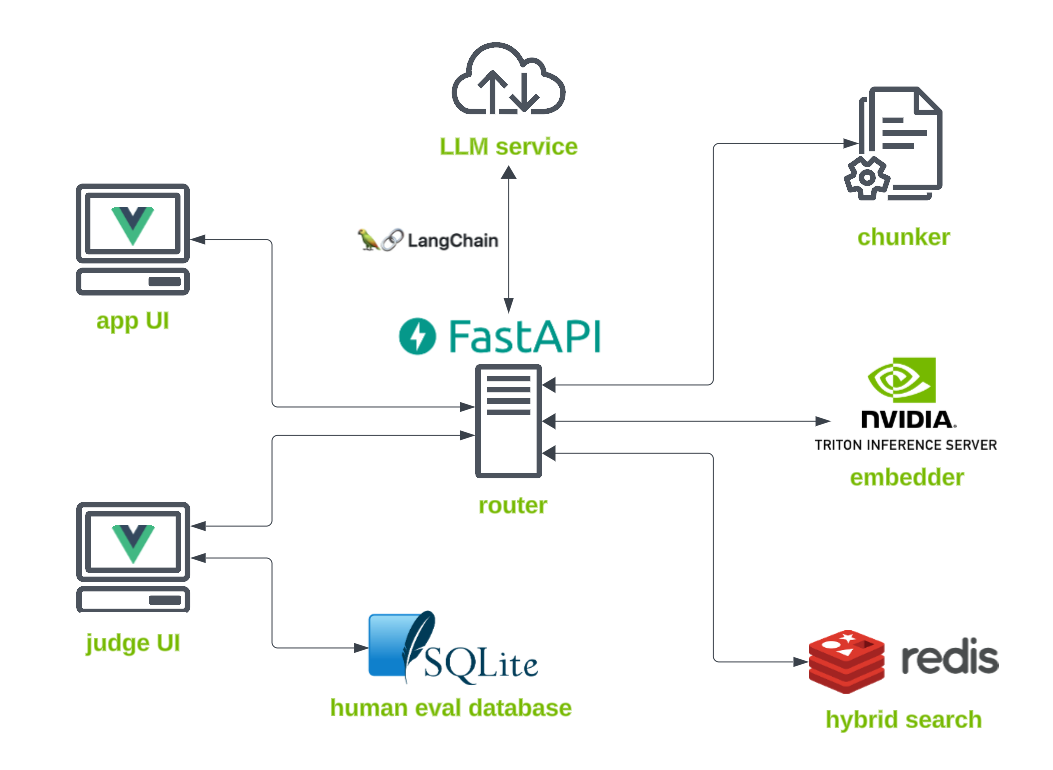 LLM service
chunker
LangChain
app UI
FastAPI
NVIDIA.
TRITON INFERENCE SERVER
embedder
router
judge UI
SQLite
human eval database
redis
hybrid search